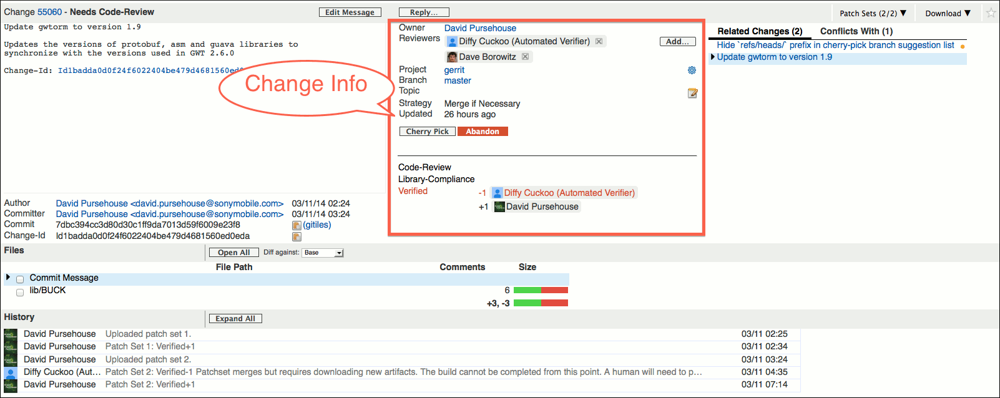 Change 55060 - Needs Code-Review
Edit Message
Reply...
Patch Sets (2/2) ▼
Download ▼
Update gwtorm to version 1.9
Updates the versions of protobuf, asm and guava libraries to
synchronize with the versions used in GWT 2.6.0
Change-Id: Id1badda0d0f24f6022404be479d4681560ed
Change Info
Owner David Pursehouse
Reviewers Diffy Cuckoo (Automated Verifier)
Add...
Dave Borowitz
Project gerrit
Branch master
Topic
Strategy Merge if Necessary
Updated 26 hours ago
Cherry Pick Abandon
Code-Review
Library-Compliance
Verified -1 Diffy Cuckoo (Automated Verifier)
+1 David Pursehouse
Related Changes (2) Conflicts With (1)
Hide `refs/heads/` prefix in cherry-pick branch suggestion list
Update gwtorm to version 1.9
Author David Pursehouse <david.pursehouse@sonymobile.com> 03/11/14 02:24
Committer David Pursehouse <david.pursehouse@sonymobile.com> 03/11/14 03:24
Commit 7dbc394cc3d80d30c1ff9da7013d59f6009e23f8 (gitiles)
Change-Id Id1badda0d0f24f6022404be479d4681560ed0eda
Files Open All Diff against: Base
File Path Comments Size
Commit Message
lib/BUCK 6
+3, -3
History Expand All
David Pursehouse Uploaded patch set 1. 03/11 02:25
David Pursehouse Patch Set 1: Verified+1 03/11 02:34
David Pursehouse Uploaded patch set 2. 03/11 03:24
Diffy Cuckoo (Aut... Patch Set 2: Verified-1 Patchset merges but requires downloading new artifacts. The build cannot be completed from this point. A human will need to p... 03/11 04:35
David Pursehouse Patch Set 2: Verified+1 03/11 07:14